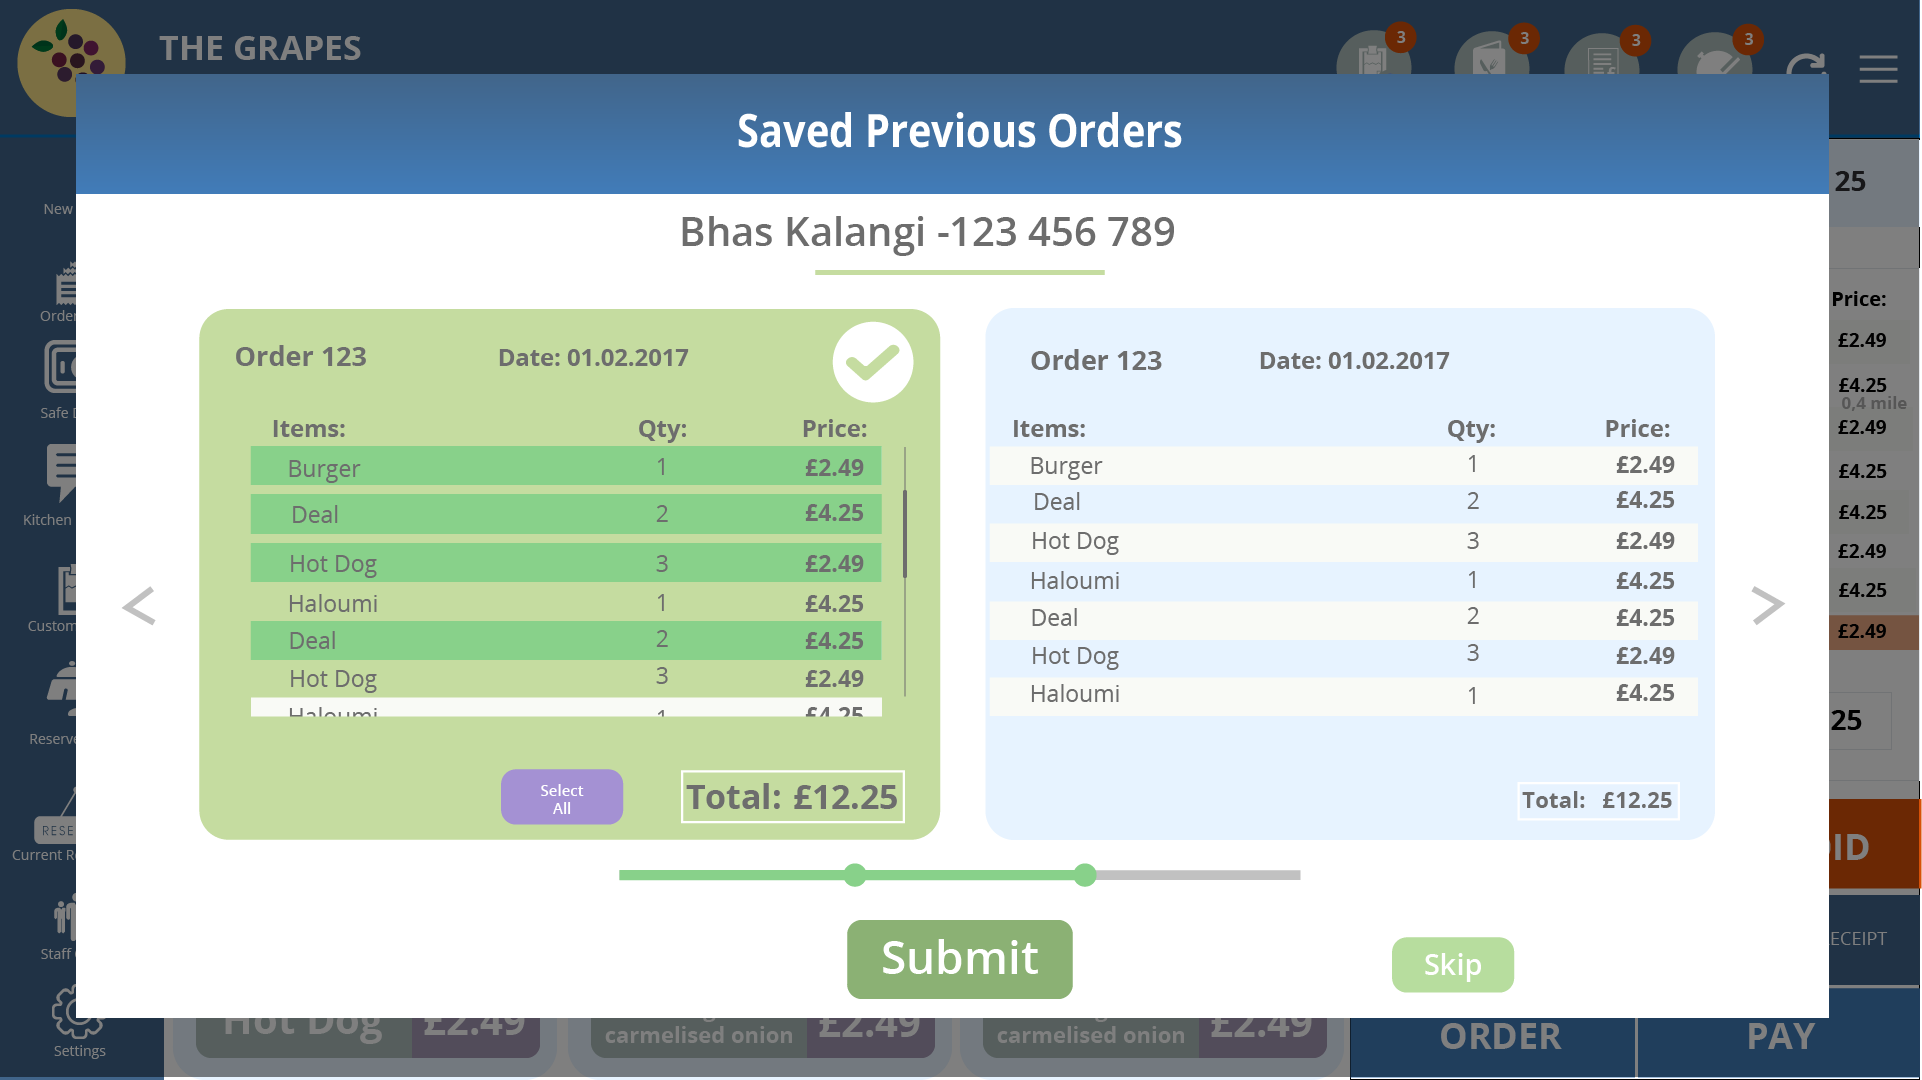 THE GRAPES
3
3
3
3
Saved Previous Orders
Bhas Kalangi -123 456 789
Order 123 Date: 01.02.2017
Items: Qty: Price:
Burger 1 £2.49
Deal 2 £4.25
Hot Dog 3 £2.49
Haloumi 1 £4.25
Deal 2 £4.25
Hot Dog 3 £2.49
Haloumi 1 £4.25
Select
All
Total: £12.25
Order 123 Date: 01.02.2017
Items: Qty: Price:
Burger 1 £2.49
Deal 2 £4.25
Hot Dog 3 £2.49
Haloumi 1 £4.25
Deal 2 £4.25
Hot Dog 3 £2.49
Haloumi 1 £4.25
Total: £12.25
<
>
Submit
Skip
New
Order
Safe
Kitchen
Custom
Reserve
RESE
Current R
Staff
Settings
25
Price:
£2.49
£4.25
0,4 mile
£2.49
£4.25
£4.25
£2.49
£4.25
£2.49
25
ID
ECEIPT
ORDER
PAY
Hot Dog £2.49
carmelised onion £2.49
carmelised onion £2.49